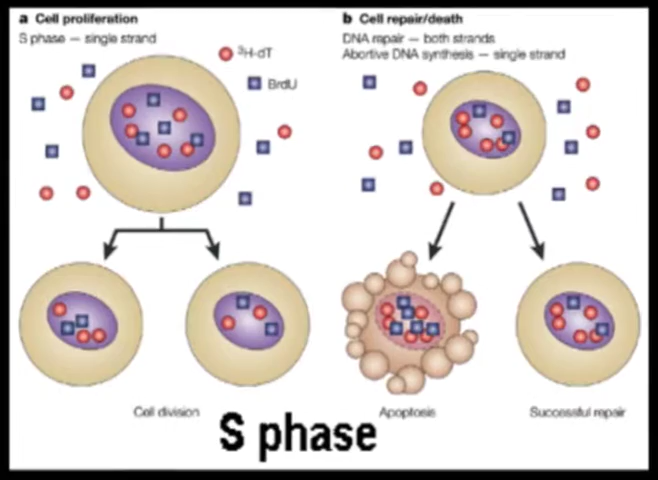 a Cell proliferation
S phase — single strand
³H-dT
BrdU
b Cell repair/death
DNA repair — both strands
Abortive DNA synthesis — single strand
Cell division
Apoptosis
Successful repair
S phase